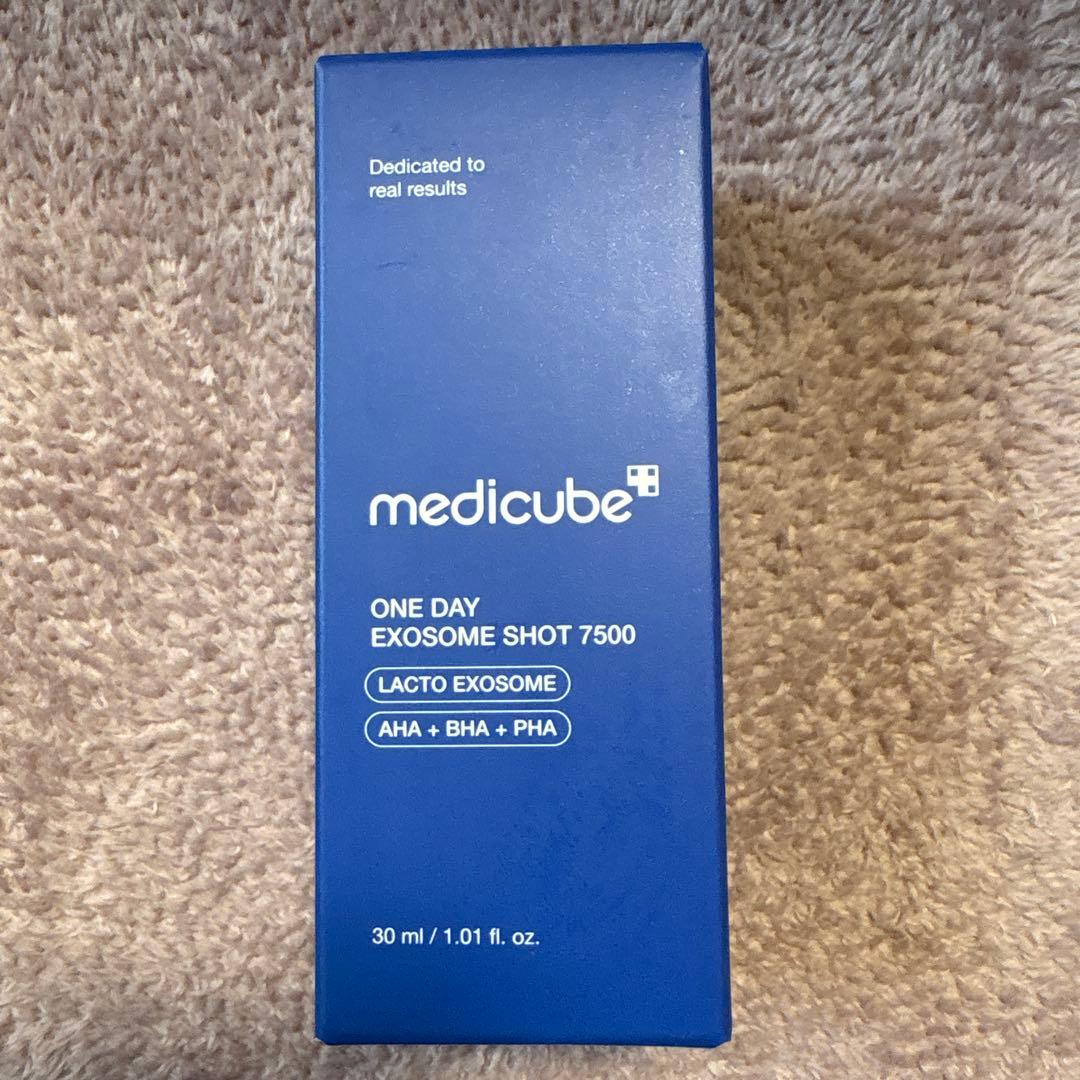 Dedicated to
real results
medicube
ONE DAY
EXOSOME SHOT 7500
LACTO EXOSOME
AHA + BHA + PHA
30 ml / 1.01 fl. oz.